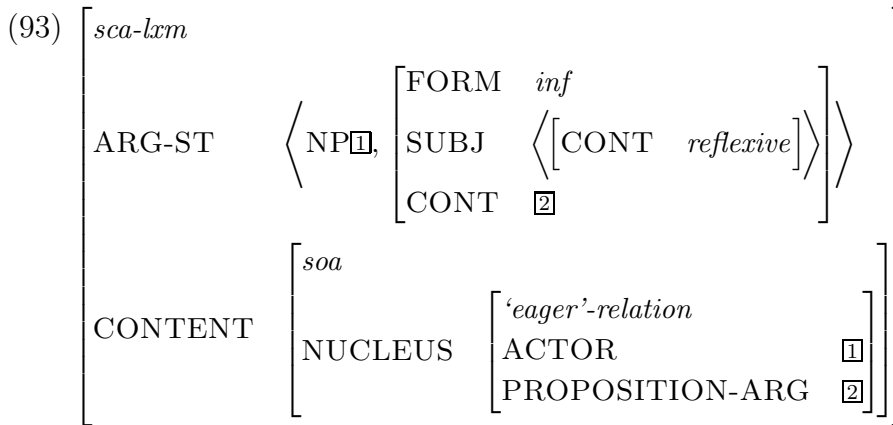 (93)
sca-lxm
FORM inf
ARG-ST ⟨NP1, SUBJ ⟨[CONT reflexive]⟩⟩
CONT 2
soa
‘eager’-relation
CONTENT NUCLEUS ACTOR 1
PROPOSITION-ARG 2